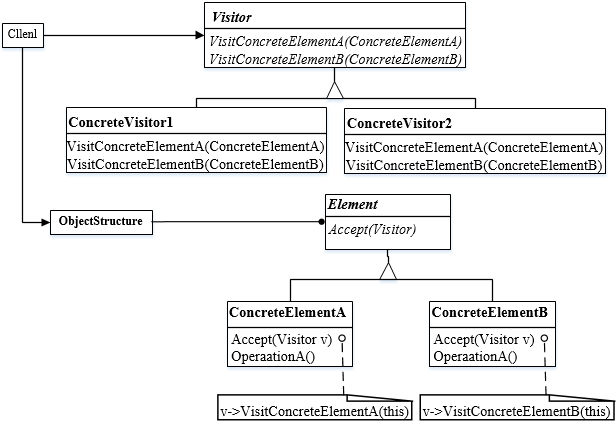 Visitor
Cllenl
VisitConcreteElementA(ConcreteElementA)
VisitConcreteElementB(ConcreteElementB)
ConcreteVisitor1
VisitConcreteElementA(ConcreteElementA)
VisitConcreteElementB(ConcreteElementB)
ConcreteVisitor2
VisitConcreteElementA(ConcreteElementA)
VisitConcreteElementB(ConcreteElementB)
ObjectStructure
Element
Accept(Visitor)
ConcreteElementA
Accept(Visitor v)
OperaationA()
ConcreteElementB
Accept(Visitor v)
OperaationA()
v->VisitConcreteElementA(this)
v->VisitConcreteElementB(this)